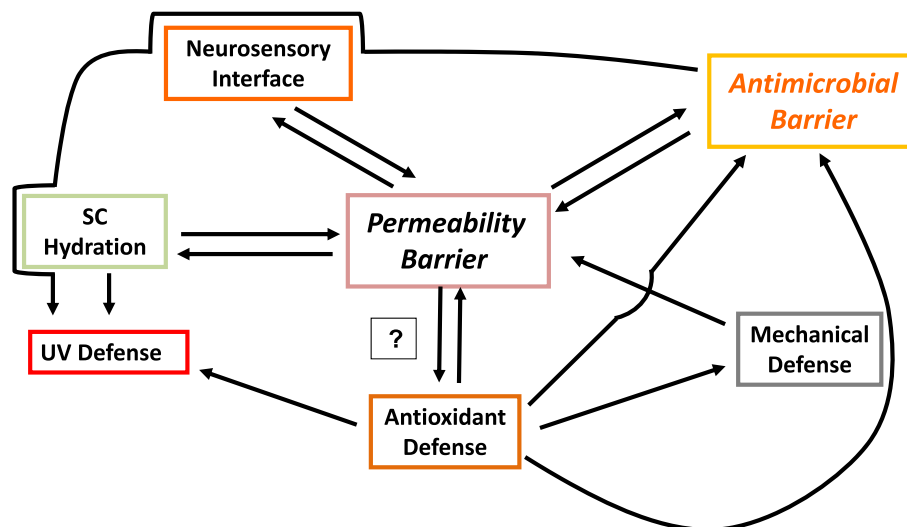 Neurosensory
Interface
Antimicrobial
Barrier
SC
Hydration
Permeability
Barrier
?
UV Defense
Mechanical
Defense
Antioxidant
Defense